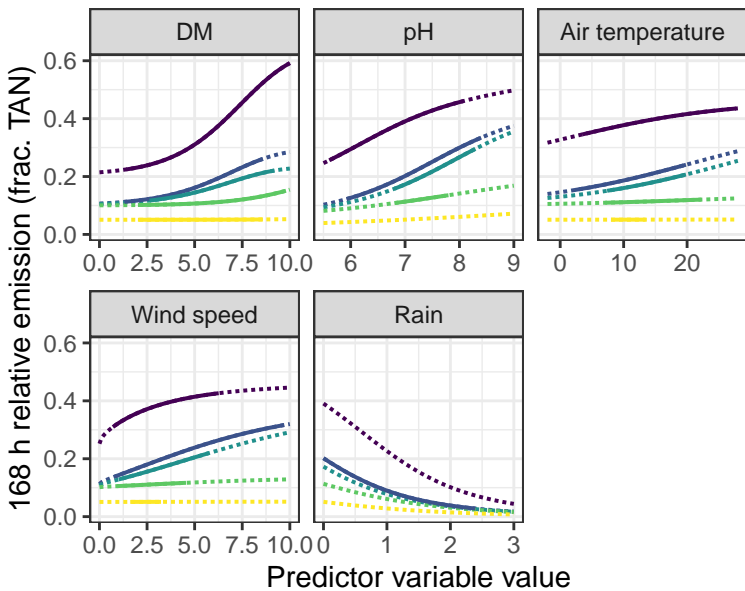 DM pH Air temperature
0.6
0.4
0.2
0.0
0.0 2.5 5.0 7.5 10.0 6 7 8 9 0 10 20
Wind speed Rain
0.6
0.4
0.2
0.0
0.0 2.5 5.0 7.5 10.0 0 1 2 3
Predictor variable value
168 h relative emission (frac. TAN)